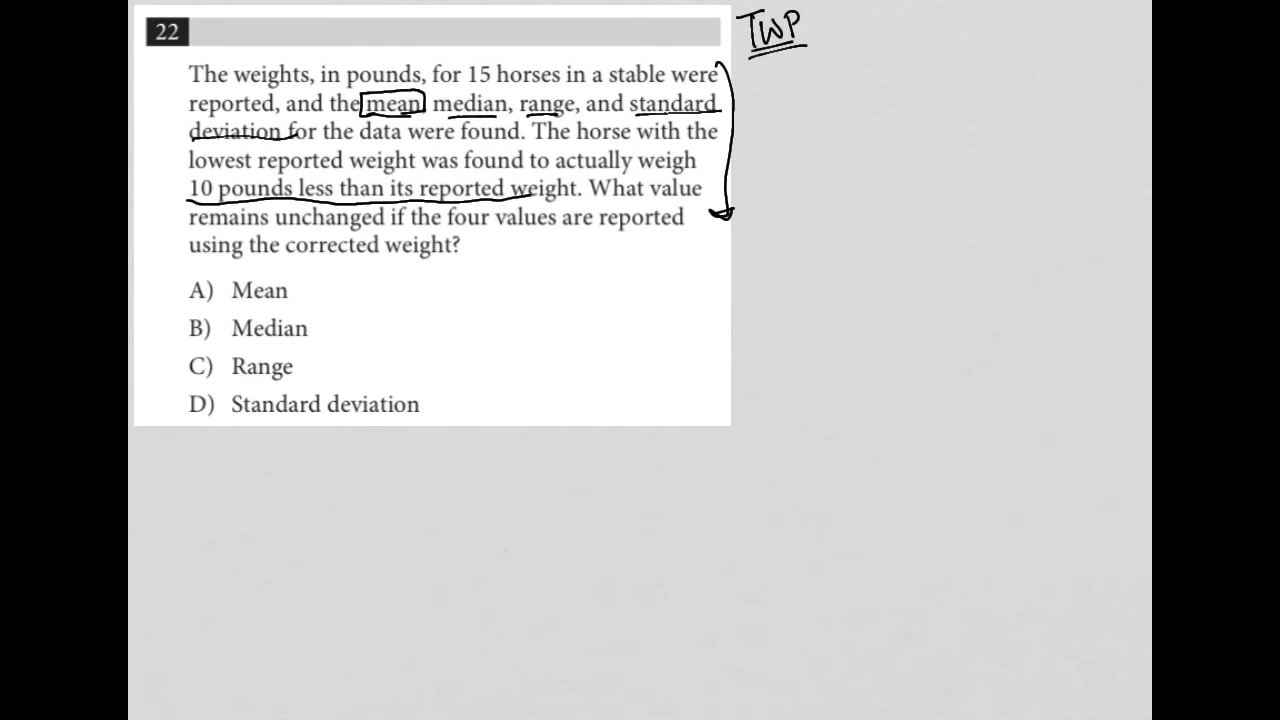 22
TWP
The weights, in pounds, for 15 horses in a stable were
reported, and the mean, median, range, and standard
deviation for the data were found. The horse with the
lowest reported weight was found to actually weigh
10 pounds less than its reported weight. What value
remains unchanged if the four values are reported
using the corrected weight?
A) Mean
B) Median
C) Range
D) Standard deviation